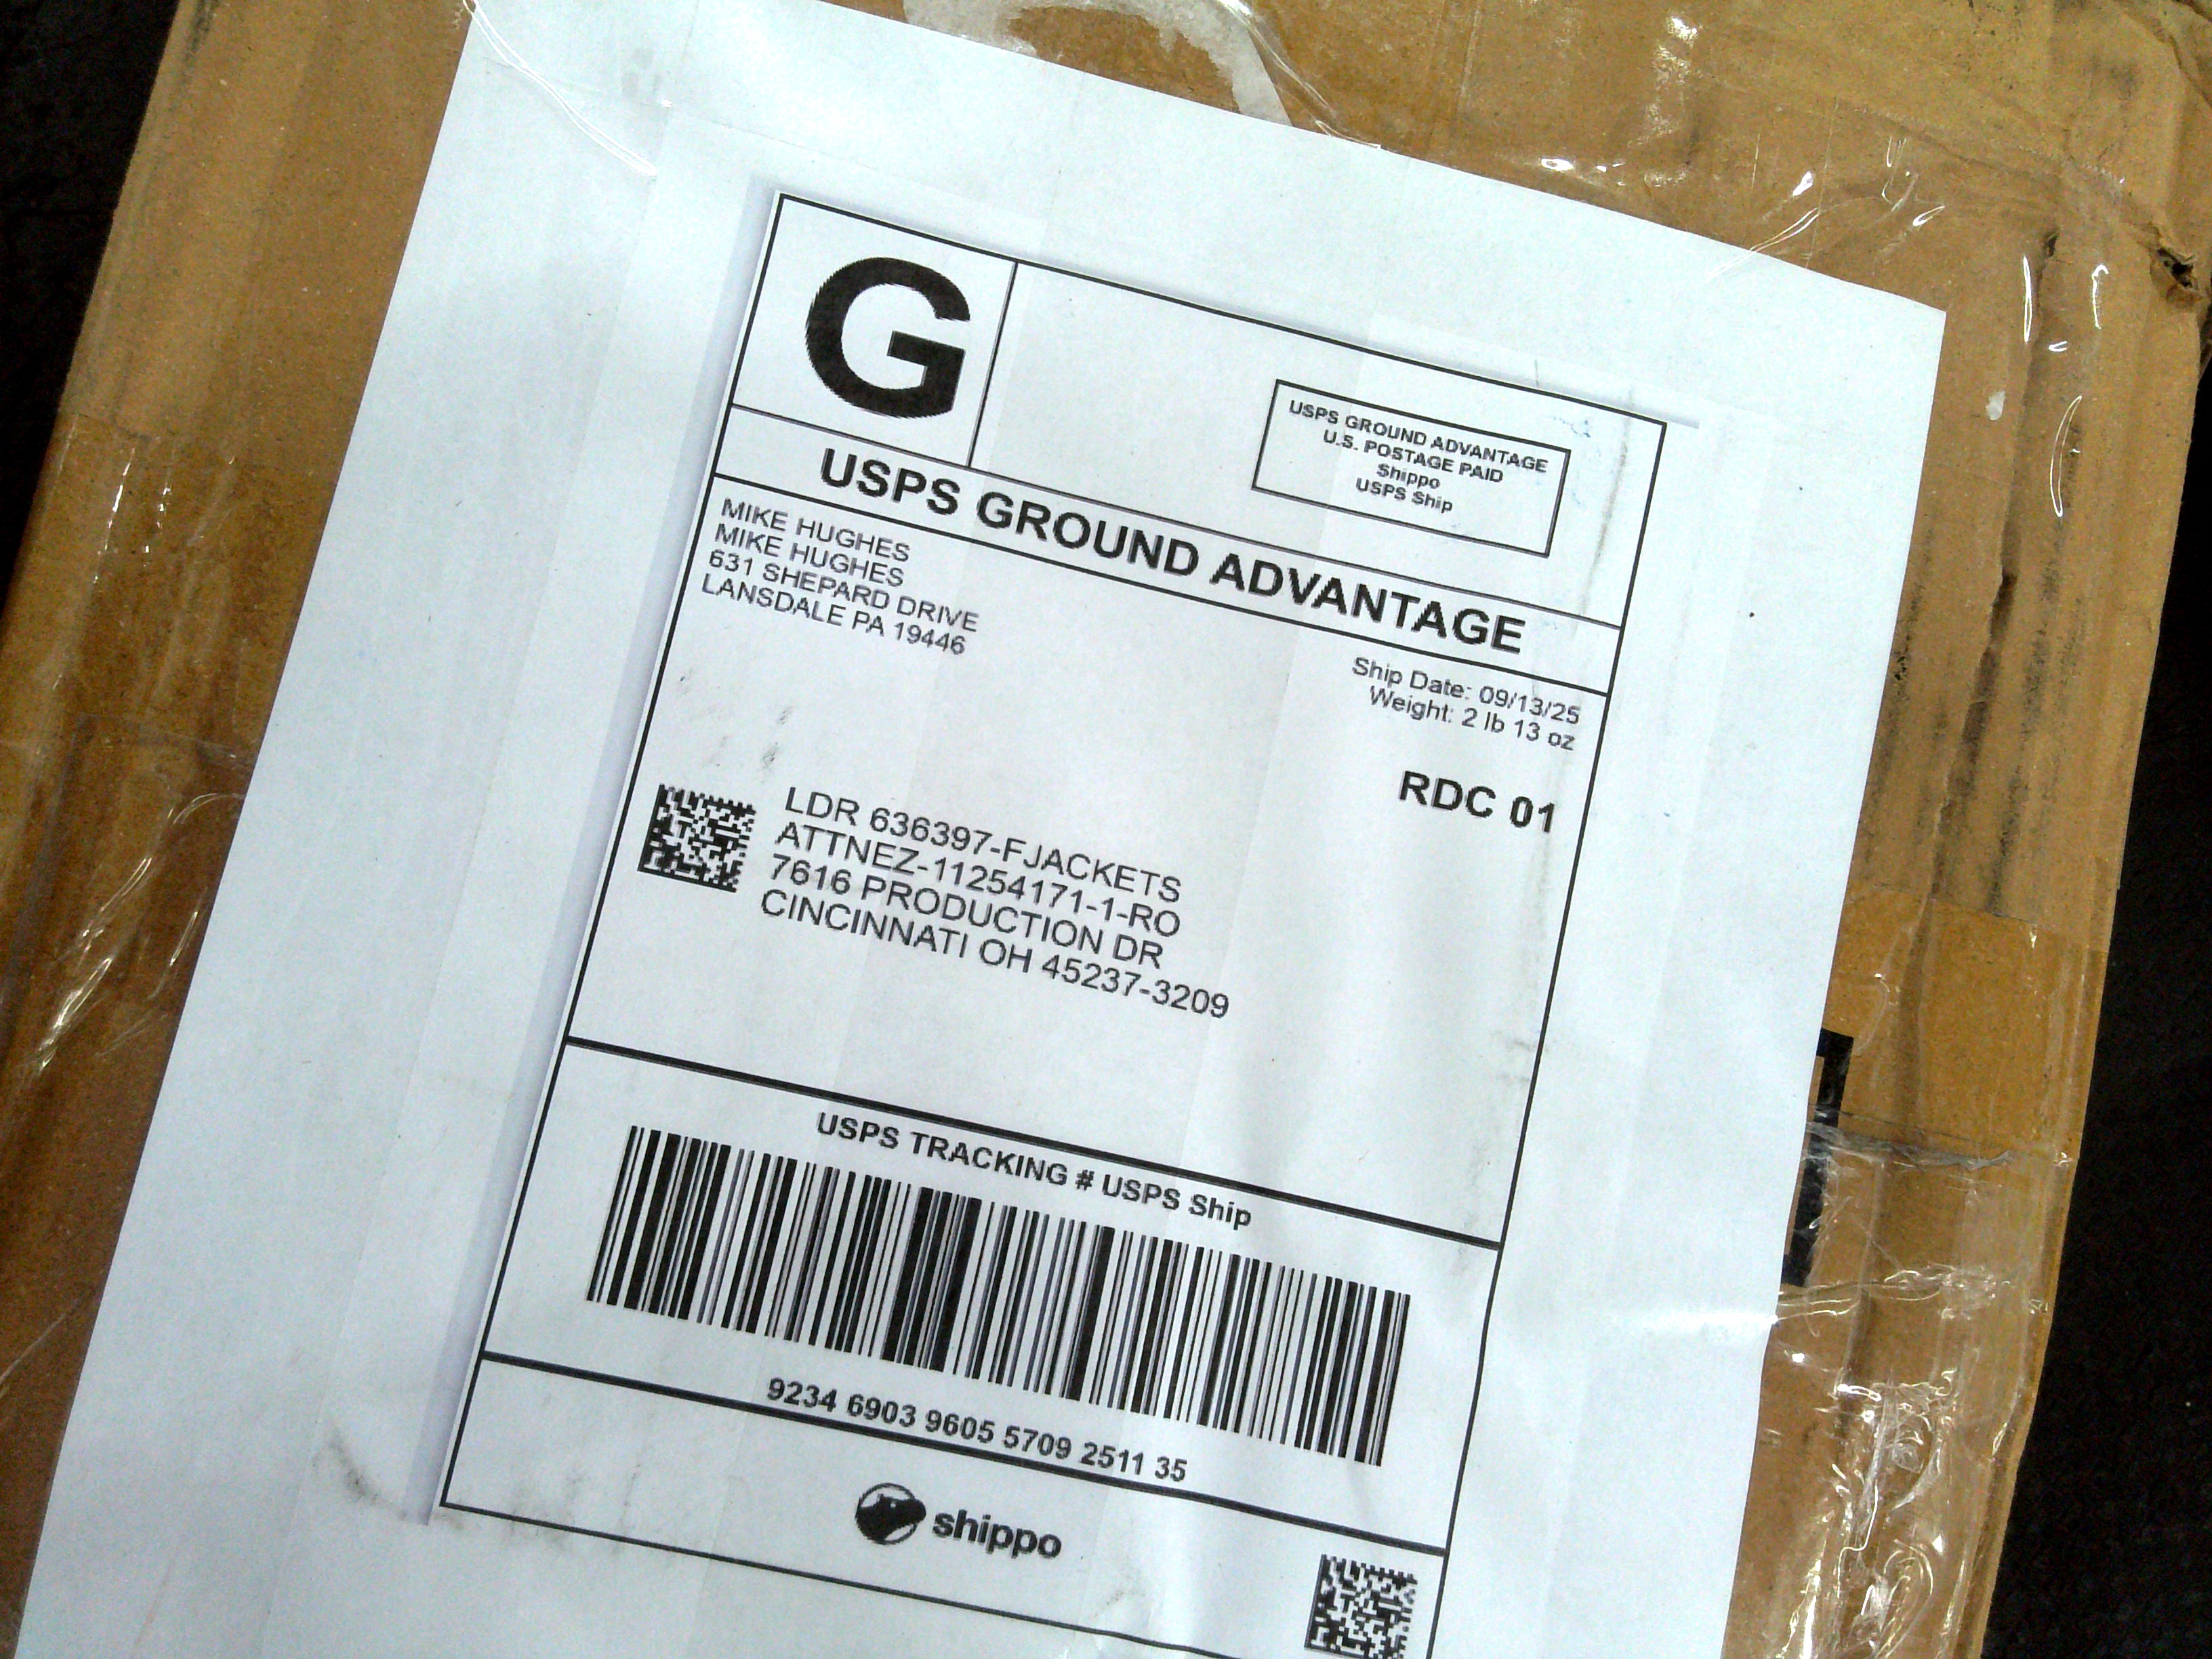 G
USPS GROUND ADVANTAGE
U.S. POSTAGE PAID
Shippo
USPS Ship
USPS GROUND ADVANTAGE
MIKE HUGHES
MIKE HUGHES
631 SHEPARD DRIVE
LANSDALE PA 19446
Ship Date: 09/13/25
Weight: 2 lb 13 oz
RDC 01
LDR 636397-FJACKETS
ATTNEZ-11254171-1-RO
7616 PRODUCTION DR
CINCINNATI OH 45237-3209
USPS TRACKING # USPS Ship
9234 6903 9605 5709 2511 35
shippo